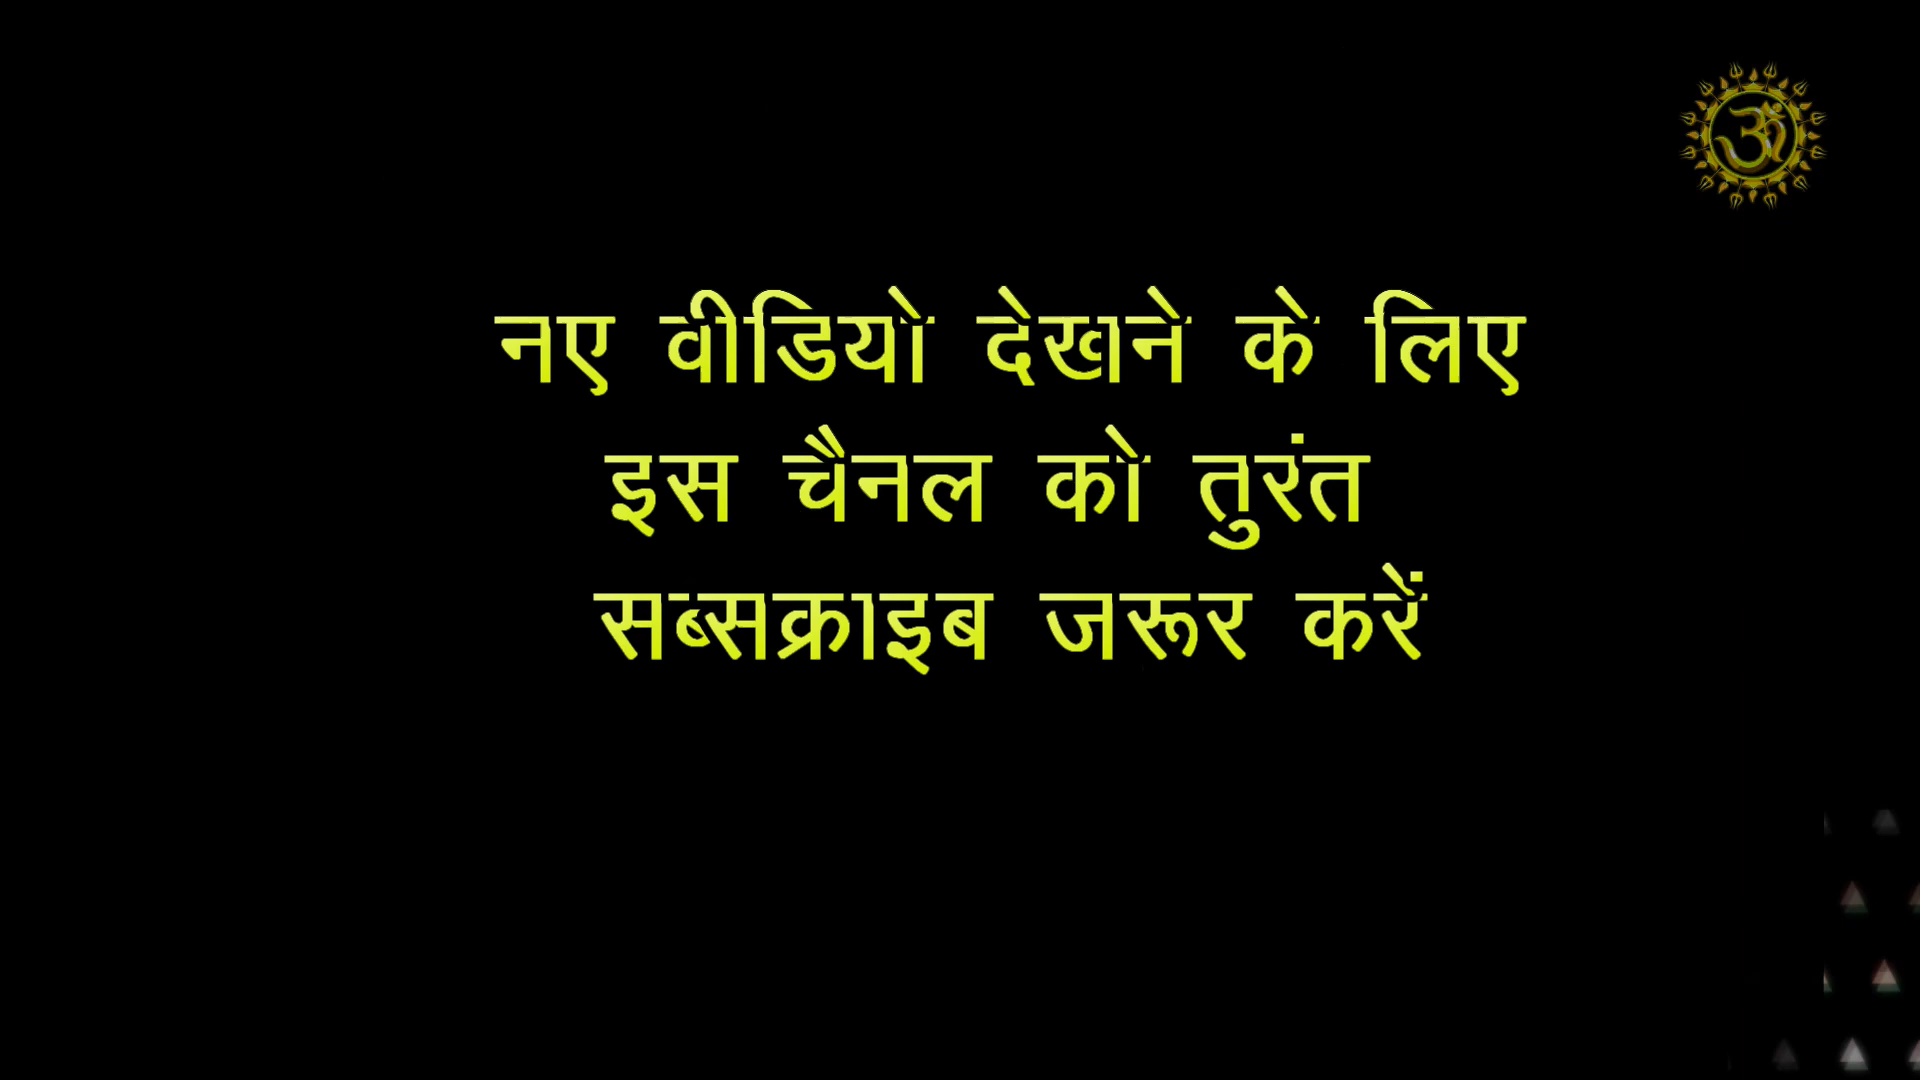 ॐ
नए वीडियो देखने के लिए
इस चैनल को तुरंत
सब्सक्राइब जरूर करें